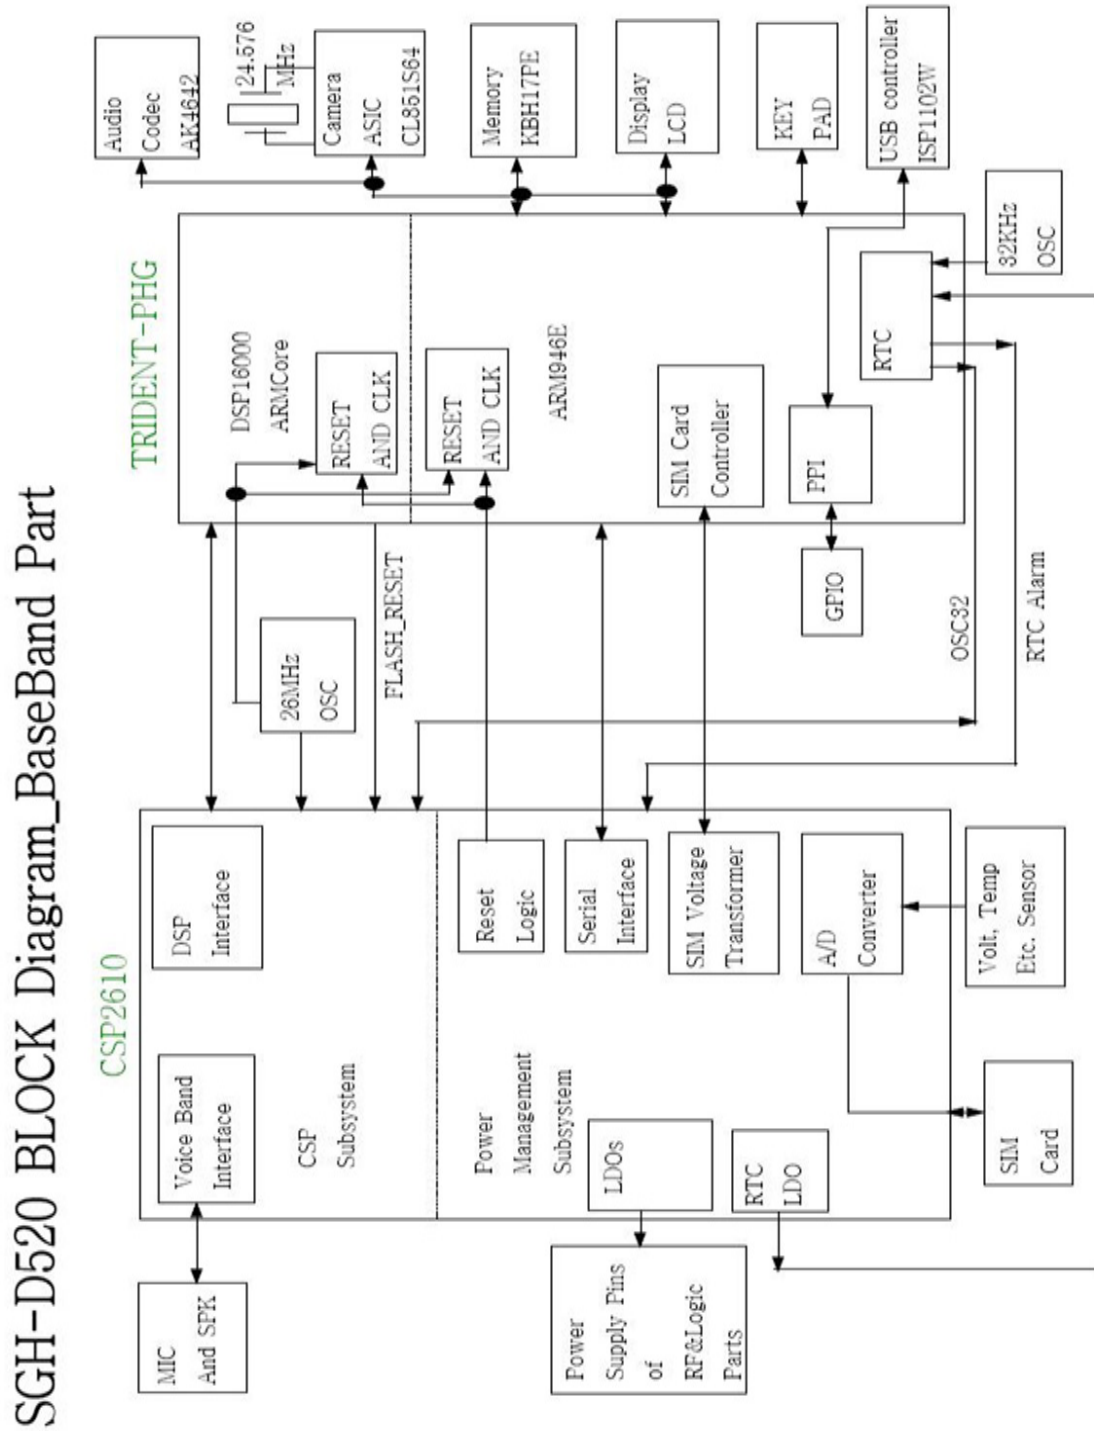 SGH-D520 BLOCK Diagram_BaseBand Part
CSP2610
TRIDENT-PHG
MIC
And SPK
Voice Band
Interface
DSP
Interface
CSP
Subsystem
26MHz
OSC
FLASH_RESET
DSP16000
ARMCore
RESET
AND CLK
RESET
AND CLK
ARM946E
Audio
Codec
AK4642
24.576
MHz
Camera
ASIC
CL851S64
Memory
KBH17PE
Display
LCD
KEY
PAD
USB controller
ISP1102W
32KHz
OSC
Power
Management
Subsystem
Reset
Logic
Serial
Interface
SIM Voltage
Transformer
SIM Card
Controller
LDOs
RTC
LDO
A/D
Converter
GPIO
PPI
RTC
OSC32
RTC Alarm
Power
Supply Pins
of
RF&Logic
Parts
SIM
Card
Volt, Temp
Etc. Sensor